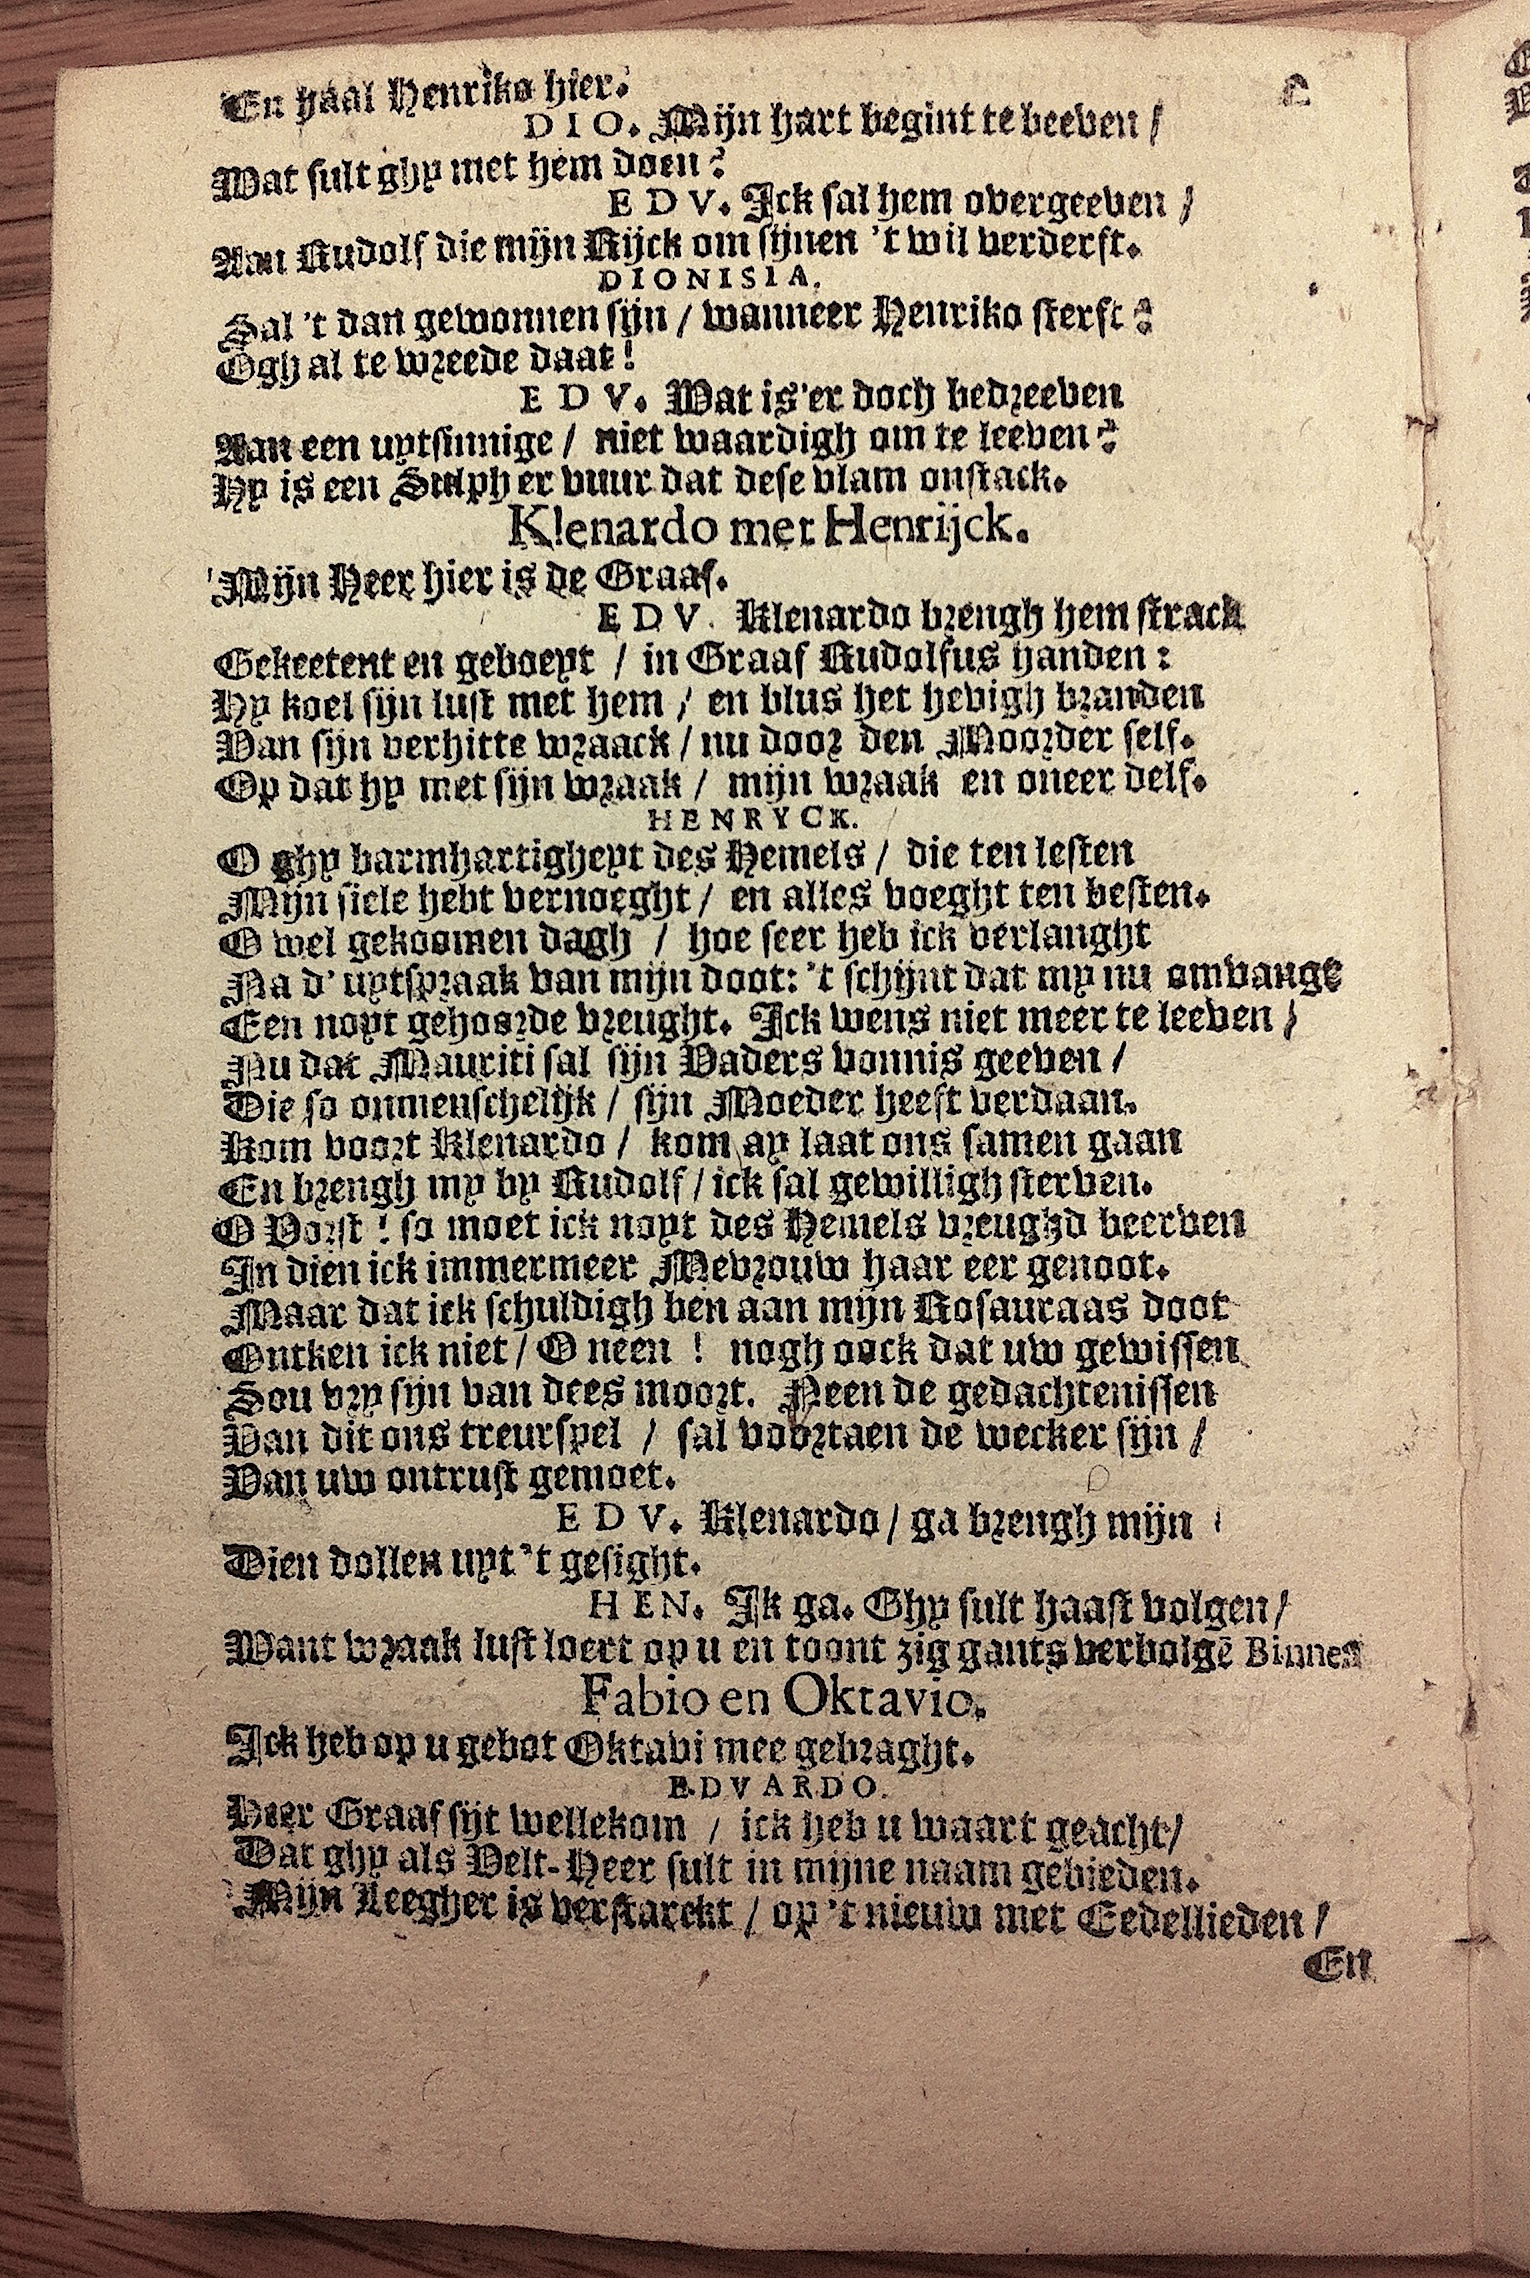 En haal Henriko hier.
DIO. Mijn hart begint te beeven /
Wat sult ghy met hem doen?
EDV. Ick sal hem overgeeven /
Aan Rudolf die mijn Rijck om sijnen 't wil verderft.
DIONISIA.
Sal 't dan gewonnen sijn / wanneer Henriko sterft?
Ogh al te wreede daat!
EDV. Wat is'er doch bedreeven
Aan een uytsinnige / niet waardigh om te leeven?
Hy is een Sulpher vuur dat dese vlam onstack.
Klenardo met Henrijck.
Mijn Heer hier is de Graaf.
EDV. Klenardo brengh hem strack
Gekeetent en geboeyt / in Graaf Rudolfus handen:
Hy koel sijn lust met hem / en blus het hevigh branden
Van sijn verhitte wraack / nu door den Moorder self.
Op dat hy met sijn wraak / mijn wraak en oneer delf.
HENRYCK.
O ghy barmhartigheyt des Hemels / die ten lesten
Mijn siele hebt vernoeght / en alles voeght ten besten.
O wel gekoomen dagh / hoe seer heb ick verlanght
Na d' uytspraak van mijn doot: 't schijnt dat my nu omvangt
Een noyt gehoorde vreught. Ick wens niet meer te leeven /
Nu dat Mauriti sal sijn Vaders vonnis geeven /
Die so onmenschelijk / sijn Moeder heeft verdaan.
Kom voort Klenardo / kom ay laat ons samen gaan
En brengh my by Rudolf / ick sal gewilligh sterven.
O Vorst! so moet ick noyt des Hemels vreughd beerven
In dien ick immermeer Mevrouw haar eer genoot.
Maar dat ick schuldigh ben aan mijn Rosauraas doot
Ontken ick niet / O neen! nogh oock dat uw gewissen
Sou vry sijn van dees moort. Neen de gedachtenissen
Van dit ons treurspel / sal voortaen de wecker sijn /
Van uw ontrust gemoet.
EDV. Klenardo / ga brengh mijn
Dien dollen uyt 't gesight.
HEN. Ik ga. Ghy sult haast volgen /
Want wraak lust loert op u en toont zig gants verbolgē Binnen
Fabio en Oktavio.
Ick heb op u gebot Oktavi mee gebraght.
EDVARDO.
Heer Graaf sijt wellekom / ick heb u waart geacht /
Dat ghy als Velt-Heer sult in mijne naam gebieden.
Mijn Leegher is verstarckt / op 't nieuw met Eedellieden /
En